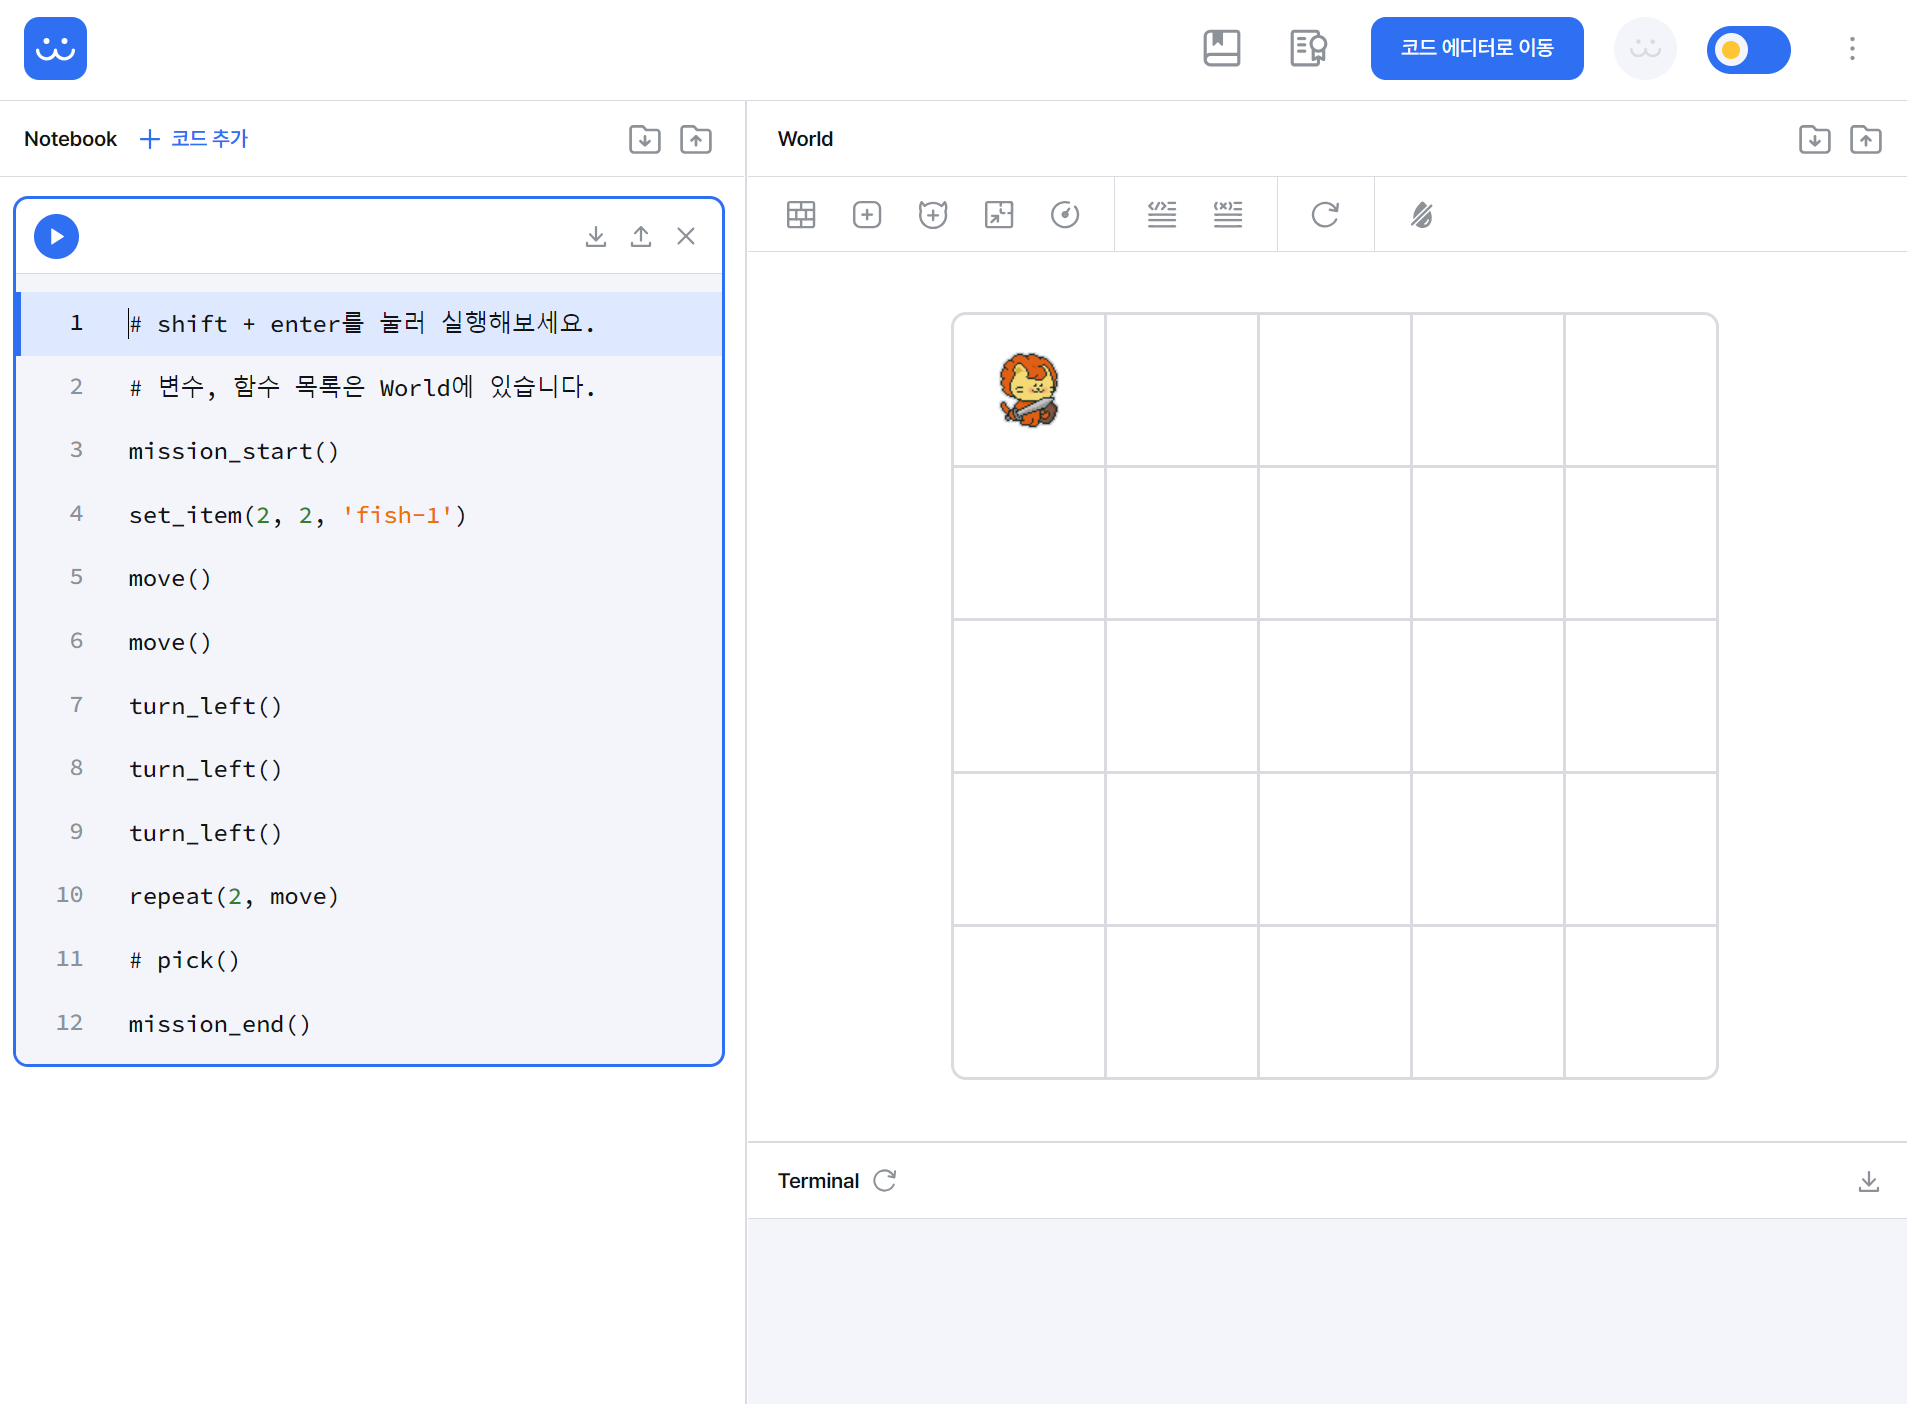 코드 에디터로 이동
Notebook
코드 추가
World
1 # shift + enter를 눌러 실행해보세요.
2 # 변수, 함수 목록은 World에 있습니다.
3 mission_start()
4 set_item(2, 2, 'fish-1')
5 move()
6 move()
7 turn_left()
8 turn_left()
9 turn_left()
10 repeat(2, move)
11 # pick()
12 mission_end()
Terminal